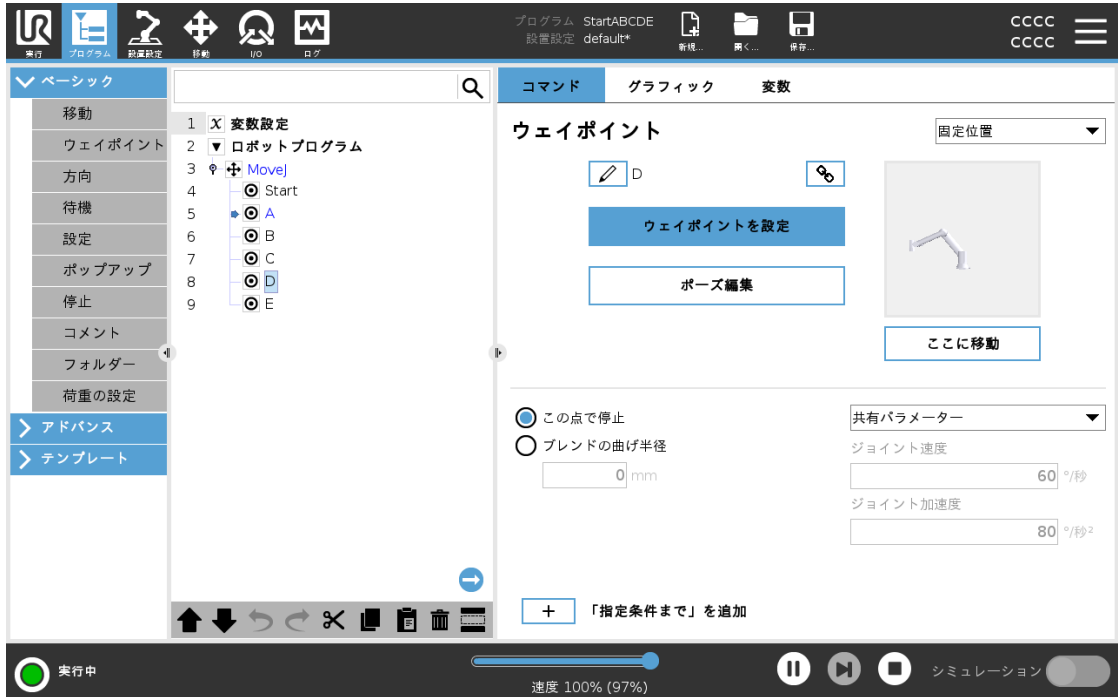 UR
実行
プログラム
設置設定
移動
I/O
ログ
プログラム StartABCDE
設置設定 default*
新規...
開く...
保存...
CCCC
CCCC
ベーシック
移動
ウェイポイント
方向
待機
設定
ポップアップ
停止
コメント
フォルダー
荷重の設定
アドバンス
テンプレート
1 X 変数設定
2 ▼ ロボットプログラム
3 MoveJ
4 Start
5 A
6 B
7 C
8 D
9 E
コマンド グラフィック 変数
ウェイポイント
固定位置
D
ウェイポイントを設定
ポーズ編集
ここに移動
この点で停止
ブレンドの曲げ半径
0 mm
共有パラメーター
ジョイント速度
60 °/秒
ジョイント加速度
80 °/秒²
+ 「指定条件まで」を追加
実行中
速度 100% (97%)
シミュレーション